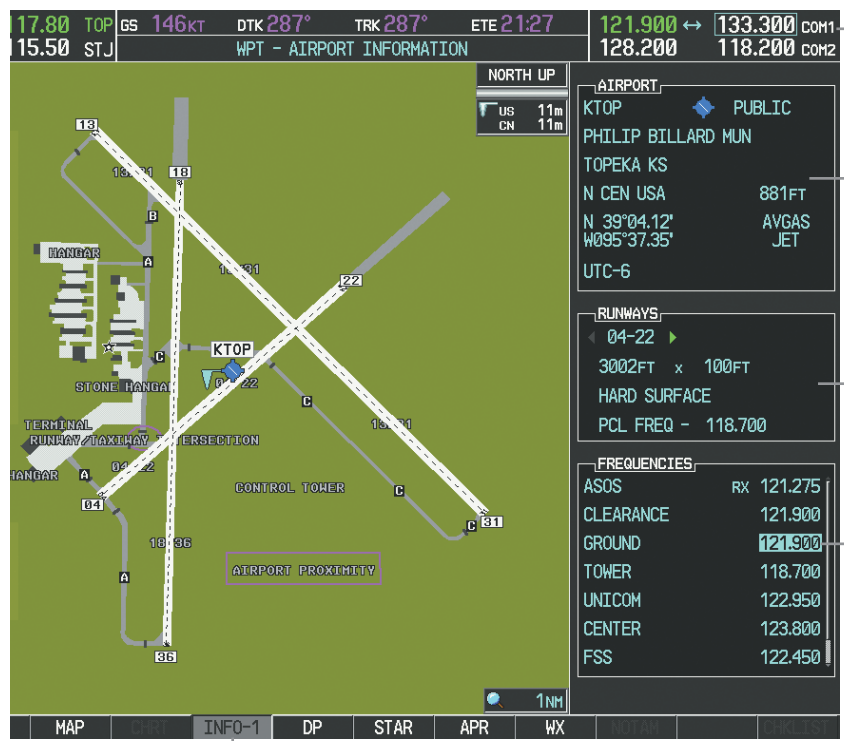 117.80 TOP GS 146KT DTK 287° TRK 287° ETE 21:27 121.900 ↔ 133.300 COM1
115.50 STJ WPT - AIRPORT INFORMATION 128.200 118.200 COM2
NORTH UP
US 11m
CN 11m
13
18
B
HANGAR
A
22
KTOP
C
04-22
STONE HANGAR
C
13-31
TERMINAL
RUNWAY/TAXIWAY INTERSECTION
HANGAR
A
04-22
CONTROL TOWER
C
04
C
31
18-36
AIRPORT PROXIMITY
A
36
1NM
AIRPORT
KTOP PUBLIC
PHILIP BILLARD MUN
TOPEKA KS
N CEN USA 881FT
N 39°04.12' AVGAS
W095°37.35' JET
UTC-6
RUNWAYS
04-22
3002FT x 100FT
HARD SURFACE
PCL FREQ - 118.700
FREQUENCIES
ASOS RX 121.275
CLEARANCE 121.900
GROUND 121.900
TOWER 118.700
UNICOM 122.950
CENTER 123.800
FSS 122.450
MAP CHRT INFO-1 DP STAR APR WX NOTAM CHKLIST